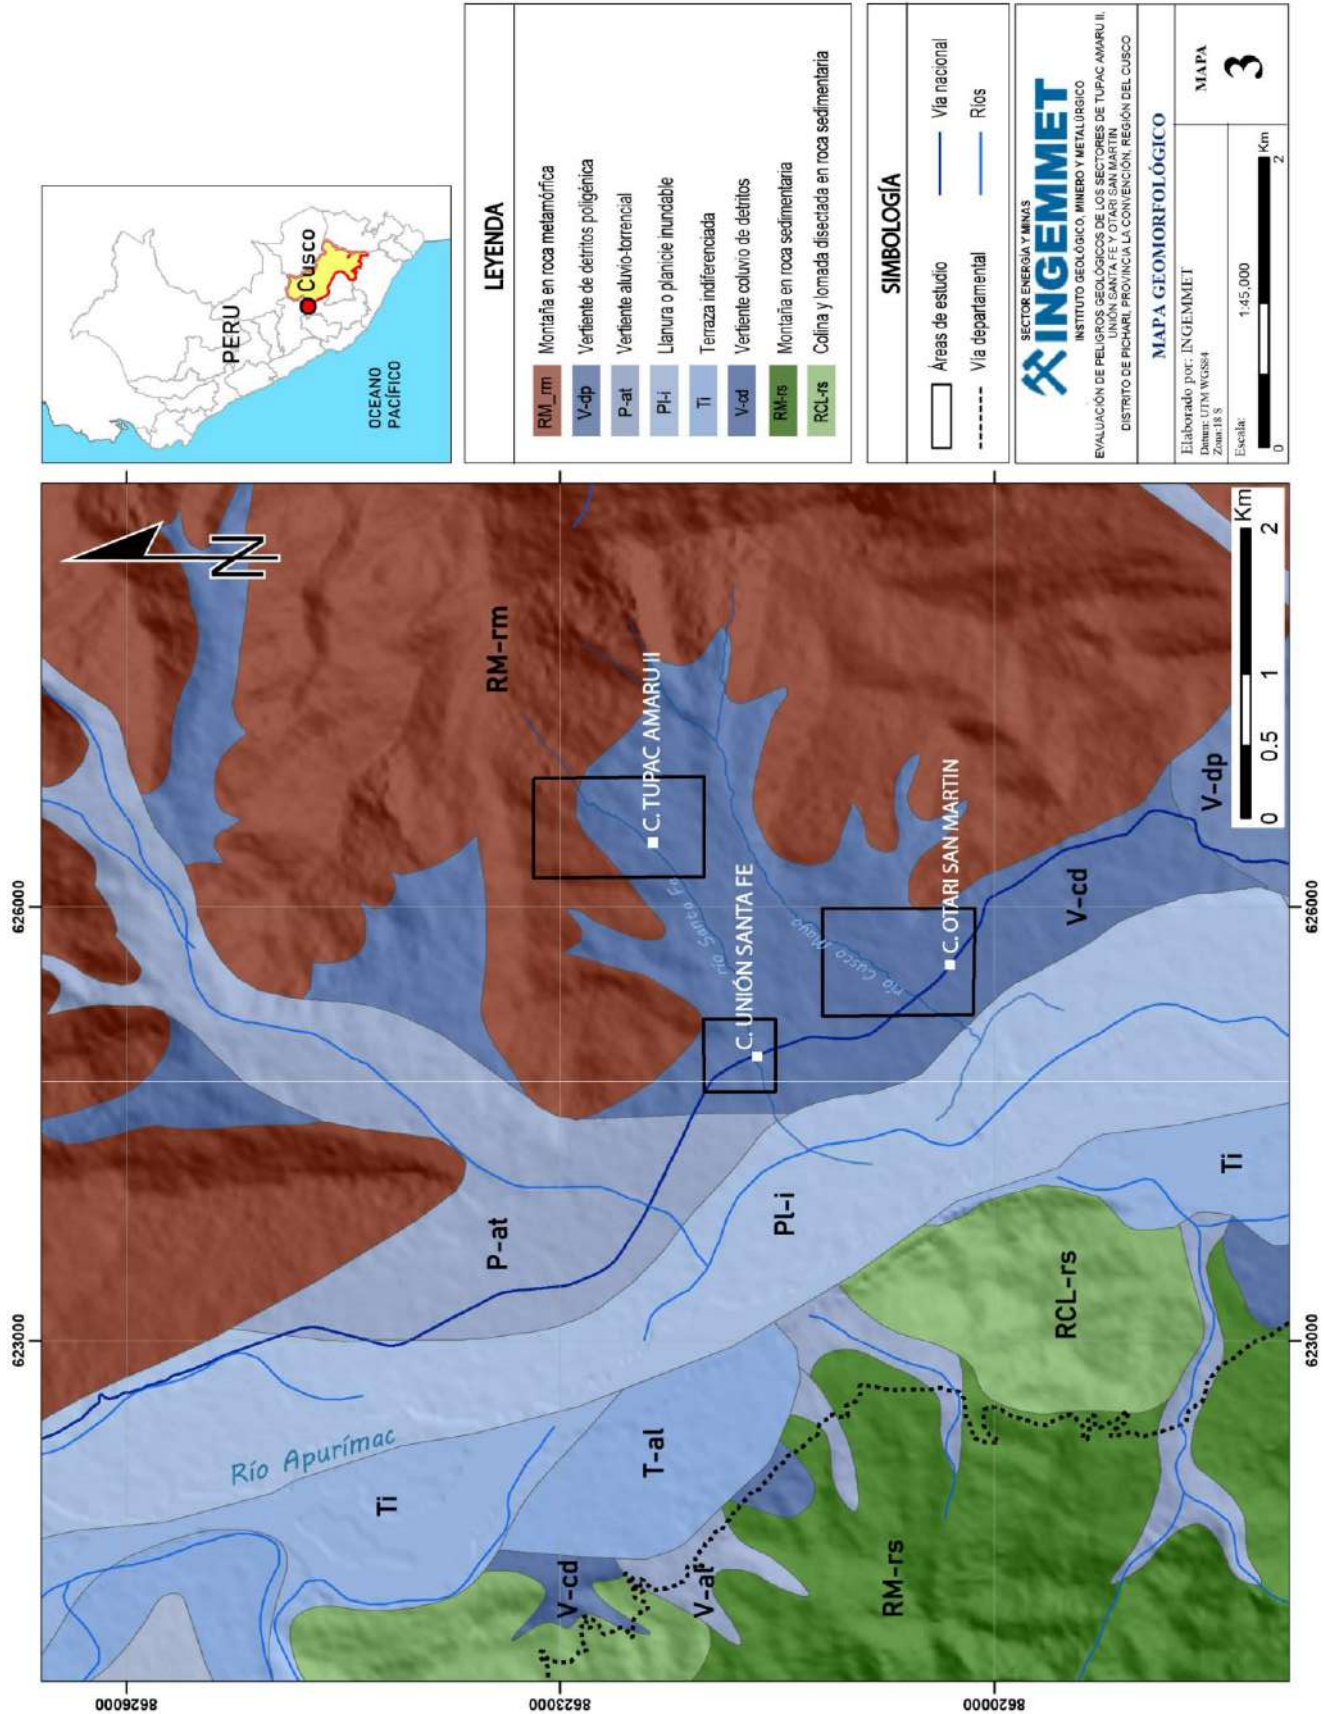 PERU
Cusco
OCEANO
PACÍFICO
LEYENDA
RM_rm Montaña en roca metamórfica
V-dp Vertiente de detritos poligénica
P-at Vertiente aluvio-torrencial
Pl-i Llanura o planicie inundable
Ti Terraza indiferenciada
V-cd Vertiente coluvio de detritos
RM-rs Montaña en roca sedimentaria
RCL-rs Colina y lomada disectada en roca sedimentaria
SIMBOLOGÍA
Áreas de estudio
Vía nacional
Vía departamental
Ríos
SECTOR ENERGÍA Y MINAS
INGEMMET
INSTITUTO GEOLÓGICO, MINERO Y METALÚRGICO
EVALUACIÓN DE PELIGROS GEOLÓGICOS DE LOS SECTORES DE TUPAC AMARU II,
UNIÓN SANTA FE Y OTARI SAN MARTIN
DISTRITO DE PICHARI, PROVINCIA LA CONVENCIÓN, REGIÓN DEL CUSCO
MAPA GEOMORFOLÓGICO
Elaborado por: INGEMMET
Datum: UTM WGS84
Zona:18 S
Escala: 1:45,000
0 2 Km
MAPA
3
623000
626000
8626000
8623000
8620000
N
RM-rm
C. TUPAC AMARU II
río Santa Fe
C. UNIÓN SANTA FE
río Cusco Mayo
C. OTARI SAN MARTIN
P-at
Pl-i
V-cd
V-dp
Río Apurímac
Ti
T-al
Ti
RCL-rs
V-cd
V-at
RM-rs
0 0.5 1 2 Km
623000
626000